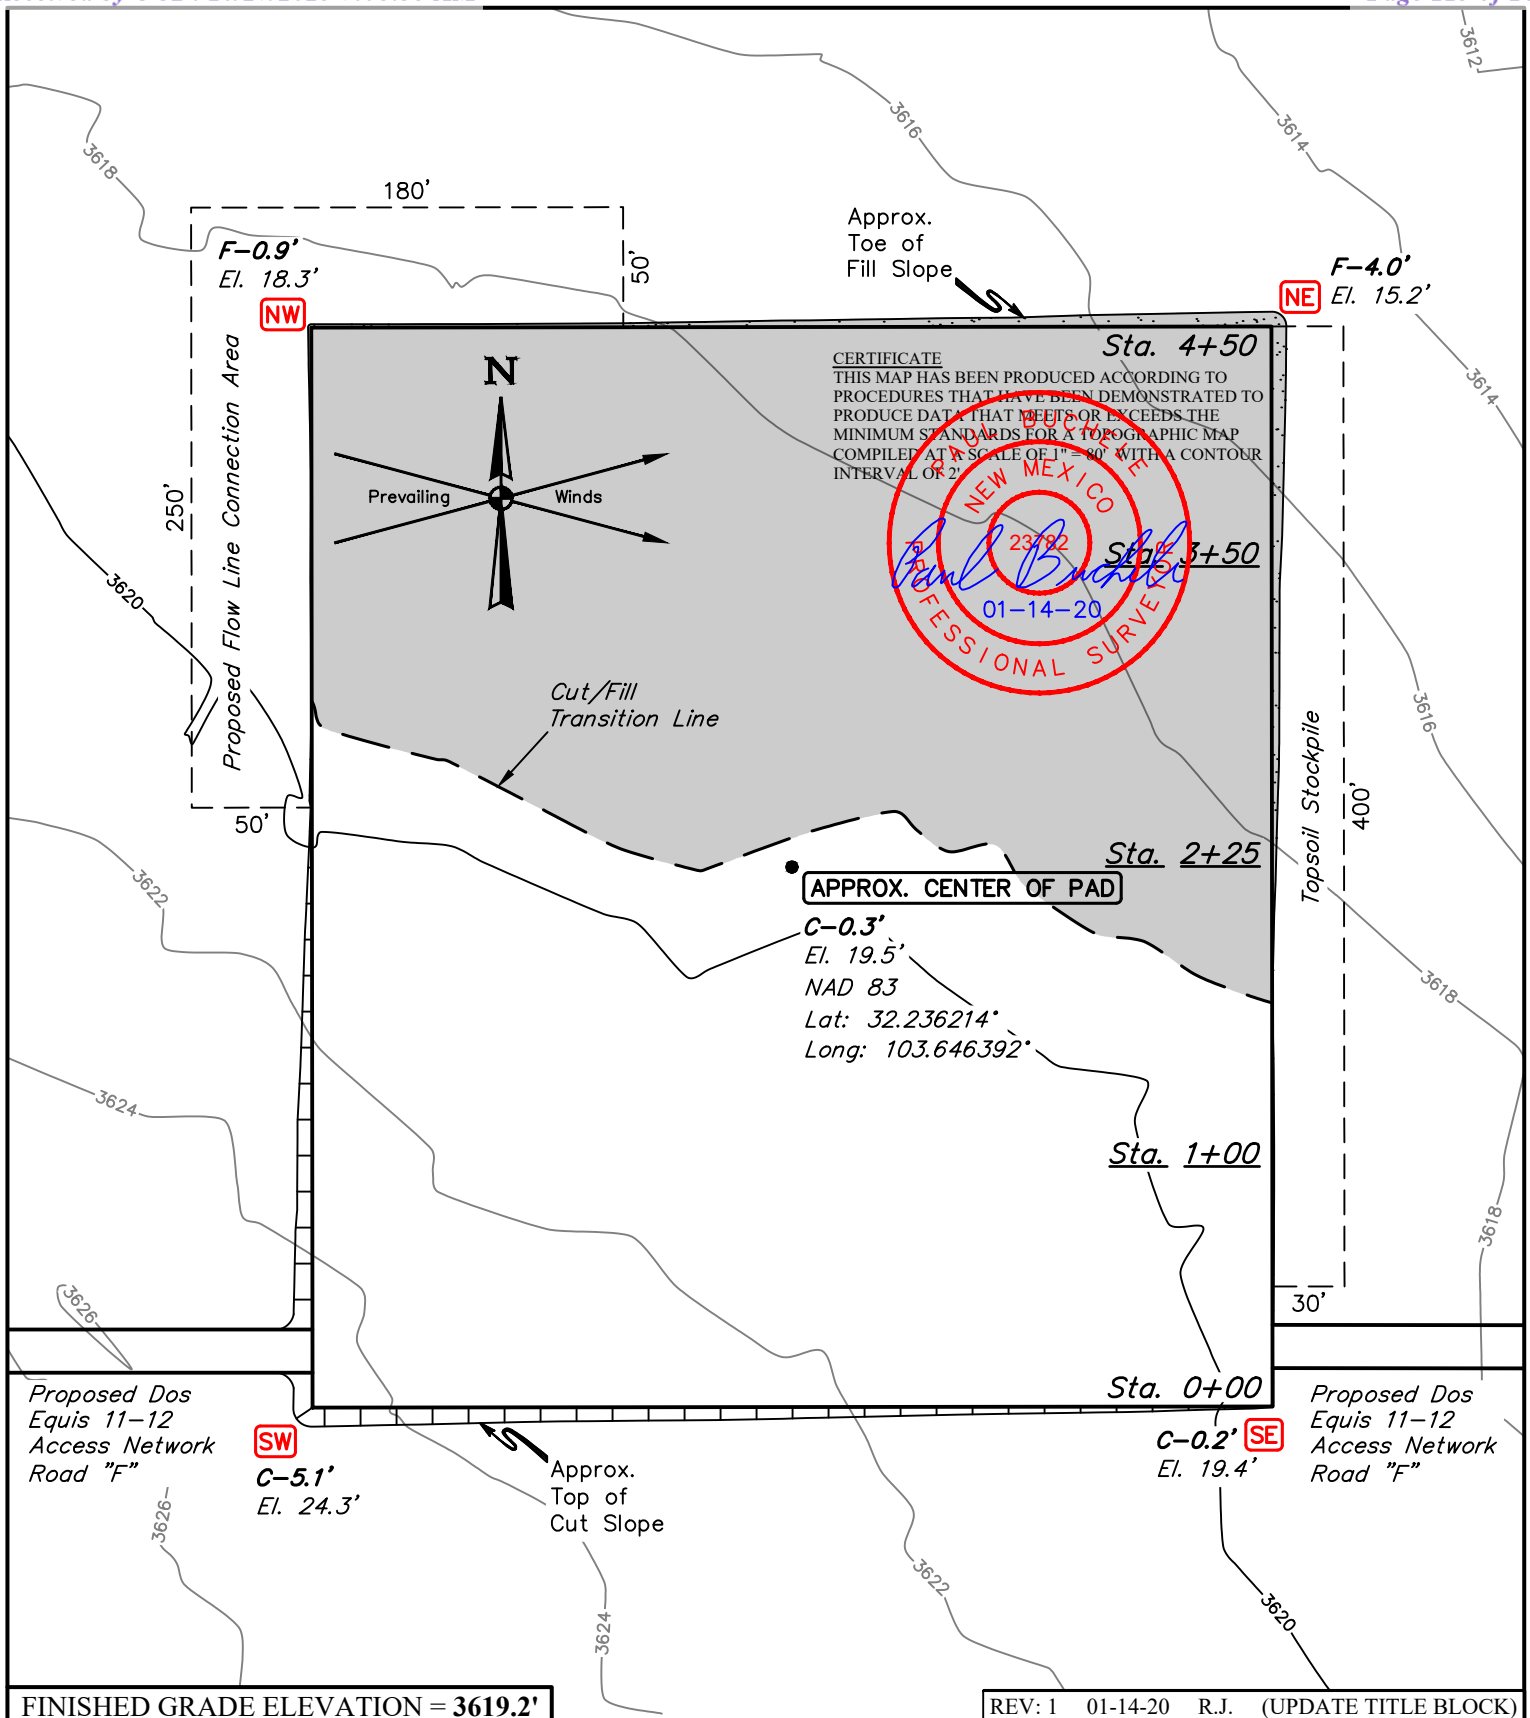 3612
3616
3614
3618
180'
50'
F-0.9'
El. 18.3'
NW
Approx.
Toe of
Fill Slope
F-4.0'
NE
El. 15.2'
Sta. 4+50
N
CERTIFICATE
THIS MAP HAS BEEN PRODUCED ACCORDING TO
PROCEDURES THAT HAVE BEEN DEMONSTRATED TO
PRODUCE DATA THAT MEETS OR EXCEEDS THE
MINIMUM STANDARDS FOR A TOPOGRAPHIC MAP
COMPILED AT A SCALE OF 1" = 80' WITH A CONTOUR
INTERVAL OF 2'
PAUL BUCHELE
NEW MEXICO
23782
PROFESSIONAL SURVEYOR
Paul Buchele
01-14-20
3614
Prevailing Winds
250'
Proposed Flow Line Connection Area
Sta. 3+50
3620
Cut/Fill
Transition Line
3616
Topsoil Stockpile
400'
50'
Sta. 2+25
3622
APPROX. CENTER OF PAD
C-0.3'
El. 19.5'
NAD 83
Lat: 32.236214°
Long: 103.646392°
3618
3624
Sta. 1+00
3618
3626
30'
Sta. 0+00
Proposed Dos
Equis 11-12
Access Network
Road "F"
SW
C-5.1'
El. 24.3'
Approx.
Top of
Cut Slope
C-0.2'
SE
El. 19.4'
Proposed Dos
Equis 11-12
Access Network
Road "F"
3626
3622
3624
3620
FINISHED GRADE ELEVATION = 3619.2'
REV: 1 01-14-20 R.J. (UPDATE TITLE BLOCK)